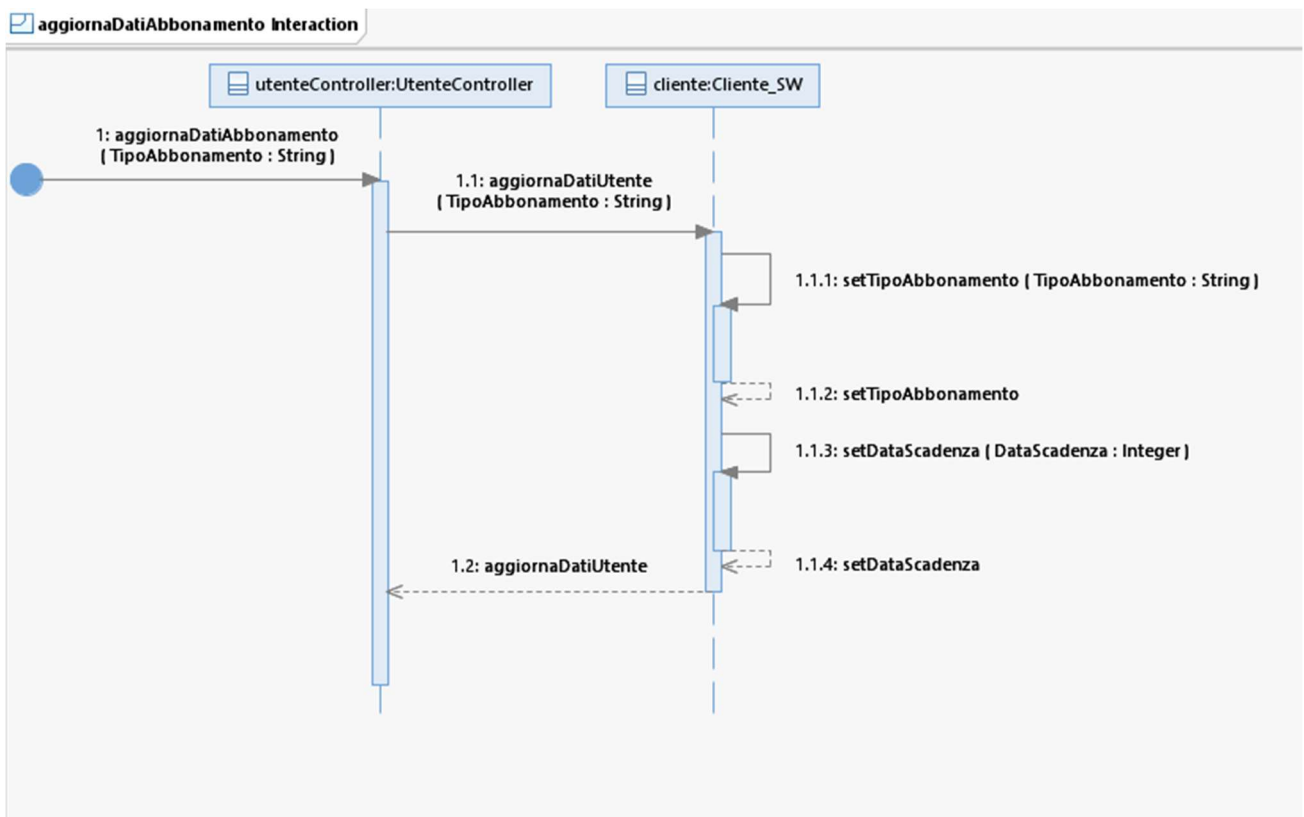 aggiornaDatiAbbonamento Interaction
utenteController:UtenteController
cliente:Cliente_SW
1: aggiornaDatiAbbonamento
( TipoAbbonamento : String )
1.1: aggiornaDatiUtente
( TipoAbbonamento : String )
1.1.1: setTipoAbbonamento ( TipoAbbonamento : String )
1.1.2: setTipoAbbonamento
1.1.3: setDataScadenza ( DataScadenza : Integer )
1.2: aggiornaDatiUtente
1.1.4: setDataScadenza